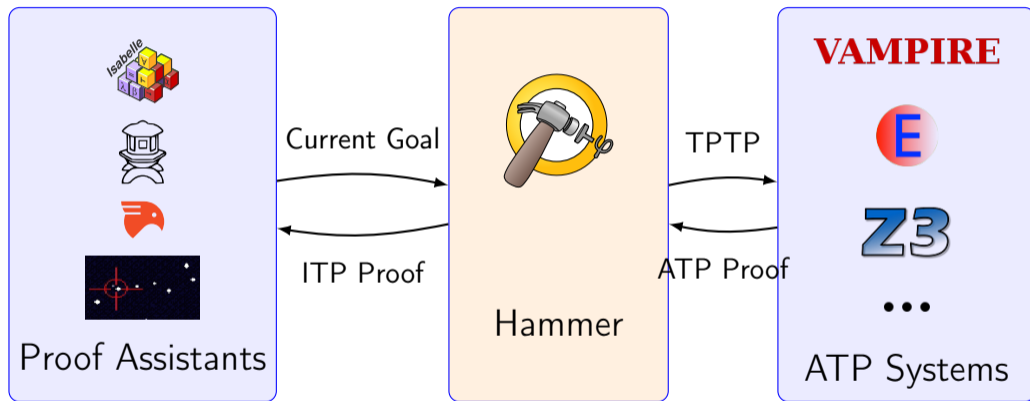 Isabelle
Proof Assistants
Current Goal
ITP Proof
Hammer
TPTP
ATP Proof
VAMPIRE
E
Z3
...
ATP Systems